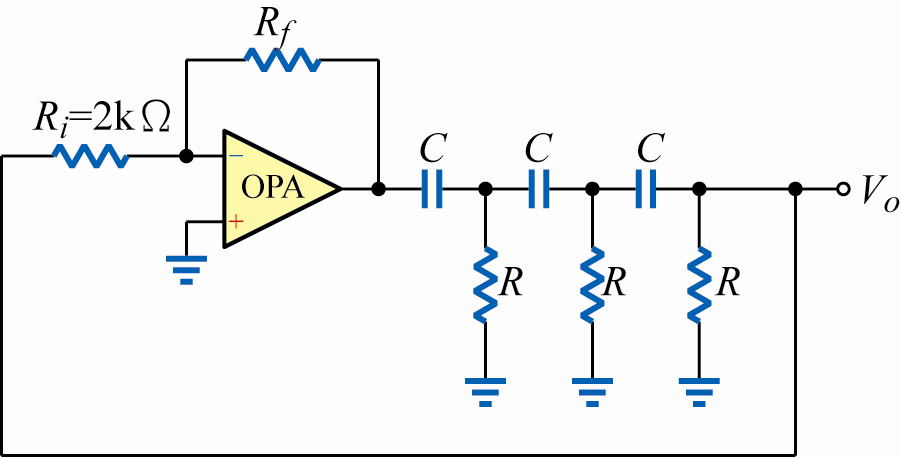 R_f
R_i=2kΩ
C C C
− OPA
+
V_o
R R R